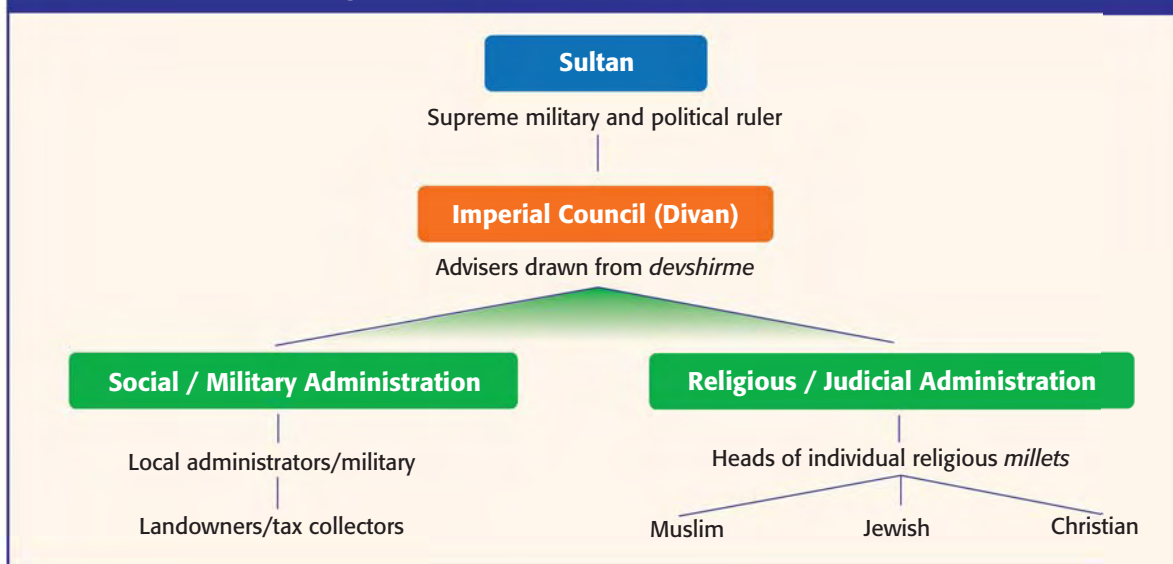 Sultan
Supreme military and political ruler
Imperial Council (Divan)
Advisers drawn from devshirme
Social / Military Administration
Religious / Judicial Administration
Local administrators/military
Heads of individual religious millets
Landowners/tax collectors
Muslim
Jewish
Christian